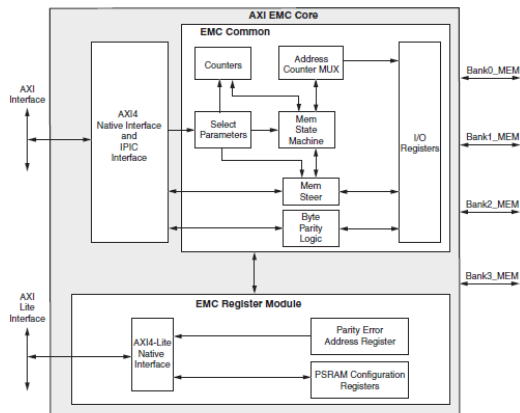 AXI EMC Core
EMC Common
Counters
Address
Counter MUX
AXI
Interface
AXI4
Native Interface
and
IPIC
Interface
Select
Parameters
Mem
State
Machine
I/O
Registers
Mem
Steer
Byte
Parity
Logic
Bank0_MEM
Bank1_MEM
Bank2_MEM
Bank3_MEM
EMC Register Module
AXI
Lite
Interface
AXI4-Lite
Native
Interface
Parity Error
Address Register
PSRAM Configuration
Registers